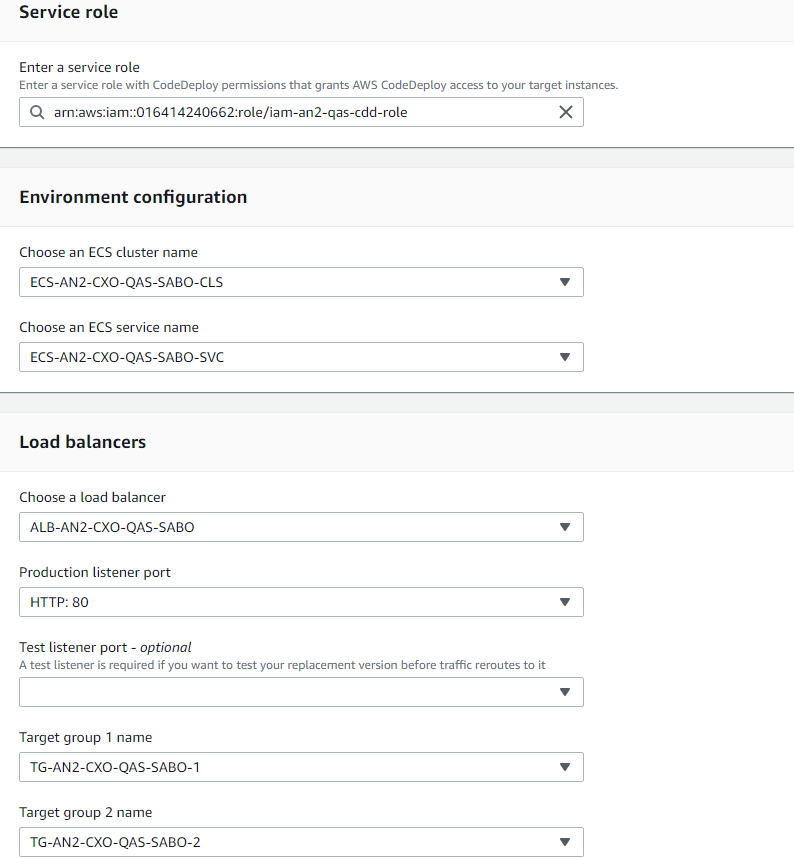 Service role
Enter a service role
Enter a service role with CodeDeploy permissions that grants AWS CodeDeploy access to your target instances.
arn:aws:iam::016414240662:role/iam-an2-qas-cdd-role
Environment configuration
Choose an ECS cluster name
ECS-AN2-CXO-QAS-SABO-CLS
Choose an ECS service name
ECS-AN2-CXO-QAS-SABO-SVC
Load balancers
Choose a load balancer
ALB-AN2-CXO-QAS-SABO
Production listener port
HTTP: 80
Test listener port - optional
A test listener is required if you want to test your replacement version before traffic reroutes to it
Target group 1 name
TG-AN2-CXO-QAS-SABO-1
Target group 2 name
TG-AN2-CXO-QAS-SABO-2